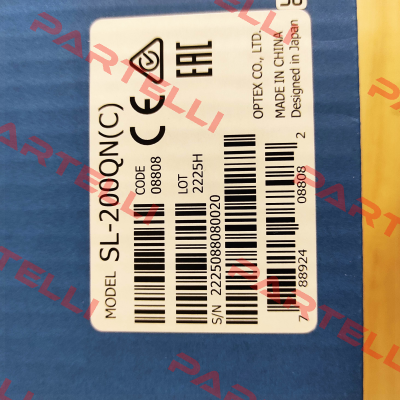 MODEL SL-200QN(C)
CODE
08808
LOT
2225H
S/N 2225088080020
CE
EAC
OPTEX CO., LTD.
MADE IN CHINA
Designed in Japan
7 88924 08808 2
PARTELLI
PARTELLI
PARTELLI